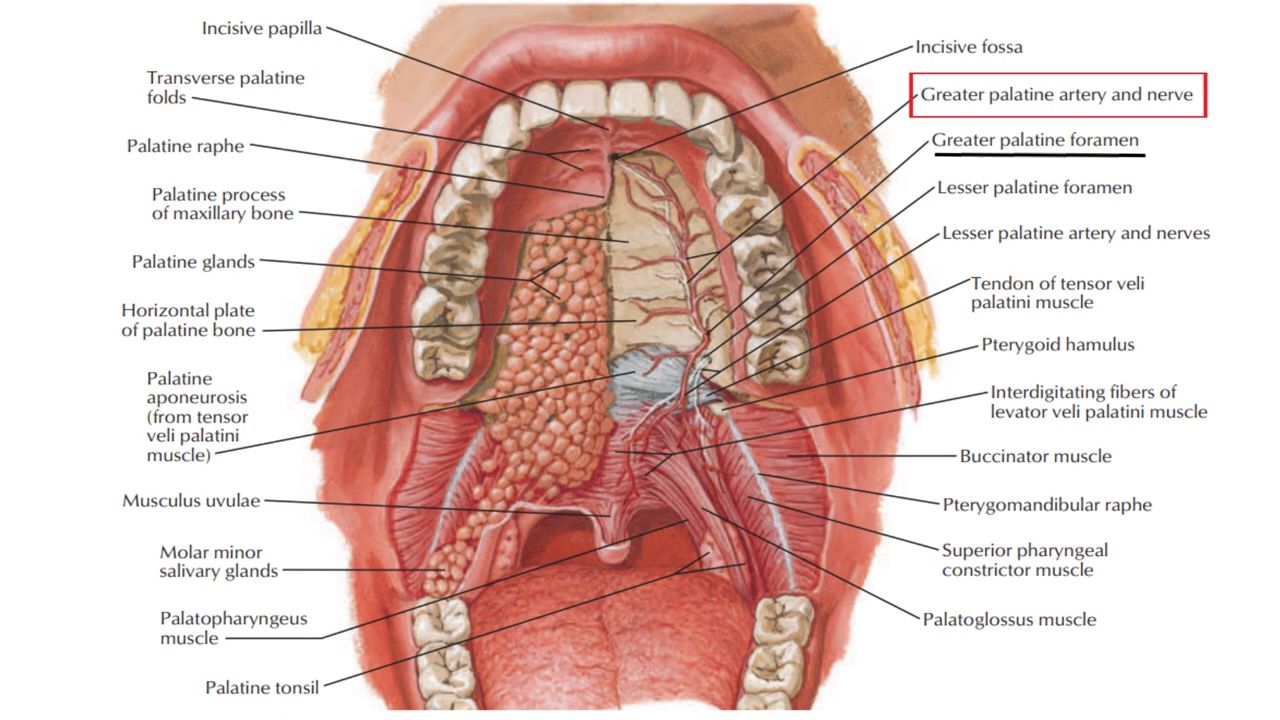 Incisive papilla
Transverse palatine
folds
Palatine raphe
Palatine process
of maxillary bone
Palatine glands
Horizontal plate
of palatine bone
Palatine
aponeurosis
(from tensor
veli palatini
muscle)
Musculus uvulae
Molar minor
salivary glands
Palatopharyngeus
muscle
Palatine tonsil
Incisive fossa
Greater palatine artery and nerve
Greater palatine foramen
Lesser palatine foramen
Lesser palatine artery and nerves
Tendon of tensor veli
palatini muscle
Pterygoid hamulus
Interdigitating fibers of
levator veli palatini muscle
Buccinator muscle
Pterygomandibular raphe
Superior pharyngeal
constrictor muscle
Palatoglossus muscle